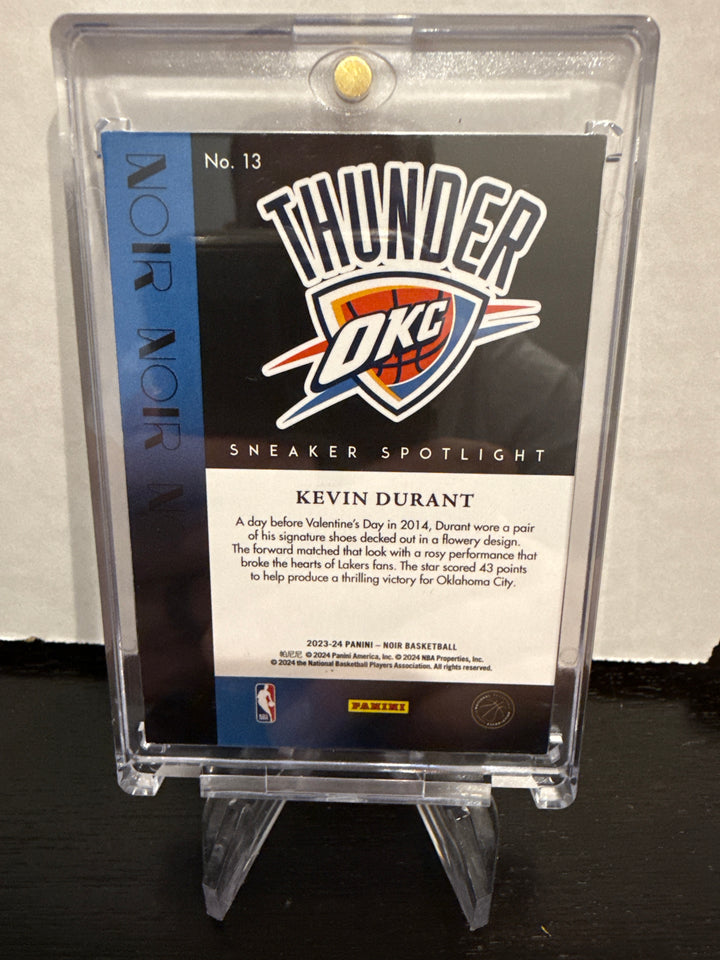 No. 13
NOIR NOIR N
THUNDER
OKC
SNEAKER SPOTLIGHT
KEVIN DURANT
A day before Valentine's Day in 2014, Durant wore a pair
of his signature shoes decked out in a flowery design.
The forward matched that look with a rosy performance that
broke the hearts of Lakers fans. The star scored 43 points
to help produce a thrilling victory for Oklahoma City.
2023-24 PANINI – NOIR BASKETBALL
帕尼尼 © 2024 Panini America, Inc. © 2024 NBA Properties, Inc.
© 2024 the National Basketball Players Association. All rights reserved.
PANINI